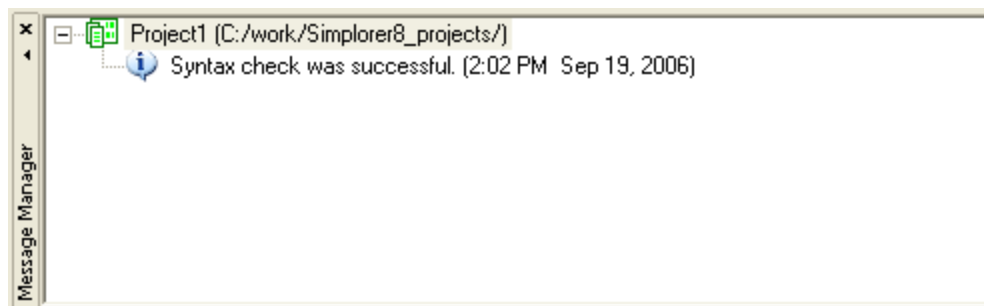 Project1 (C:/work/Simplorer8_projects/)
Syntax check was successful. (2:02 PM  Sep 19, 2006)
Message Manager